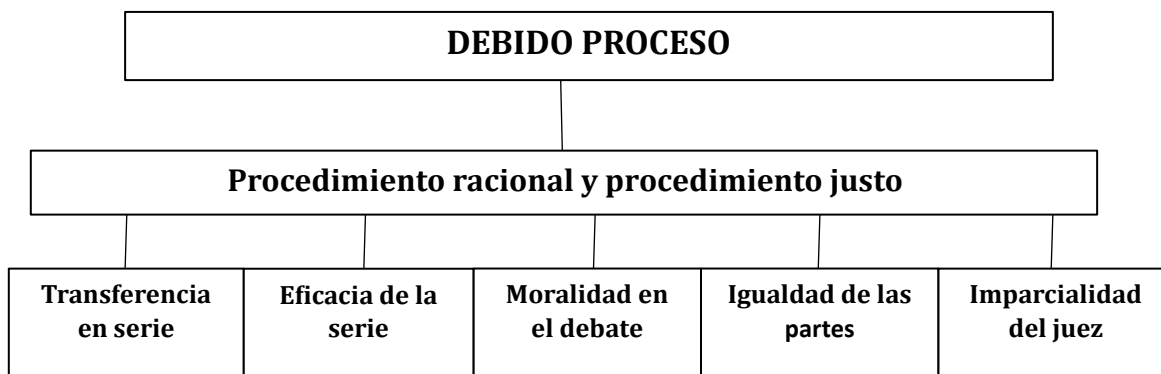 DEBIDO PROCESO
Procedimiento racional y procedimiento justo
Transferencia
en serie
Eficacia de la
serie
Moralidad en
el debate
Igualdad de las
partes
Imparcialidad
del juez